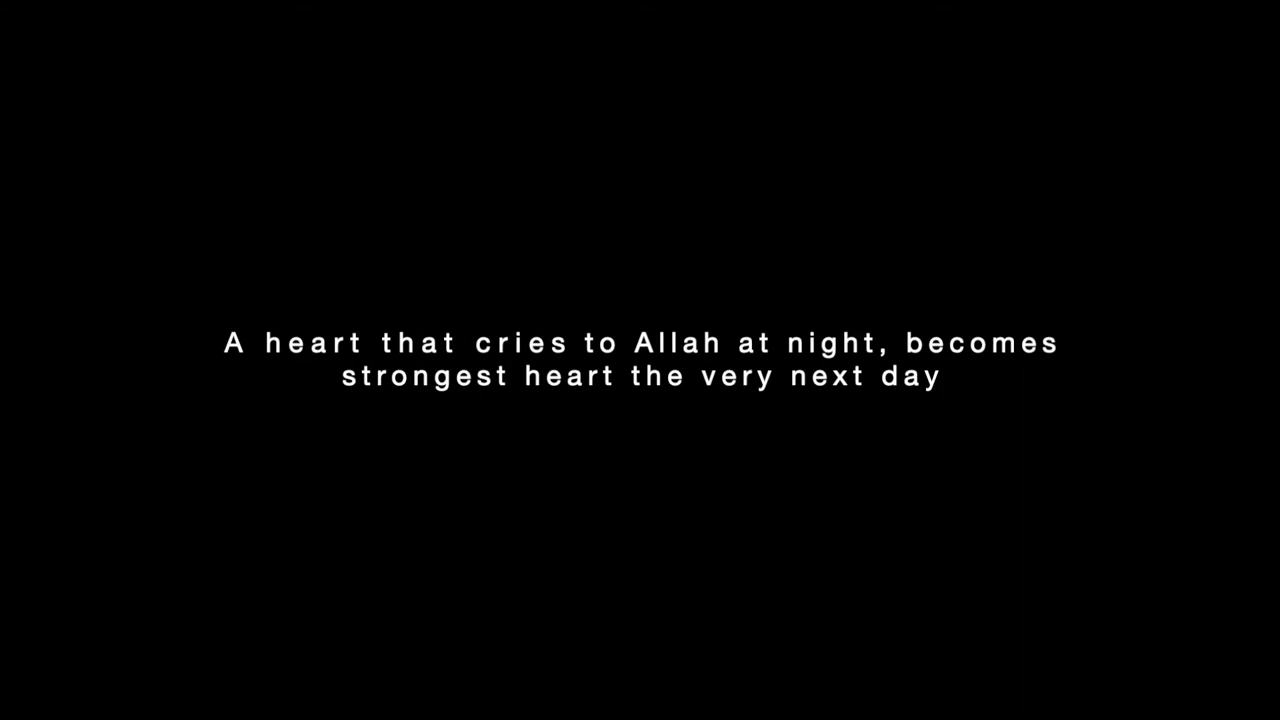 A heart that cries to Allah at night, becomes
strongest heart the very next day